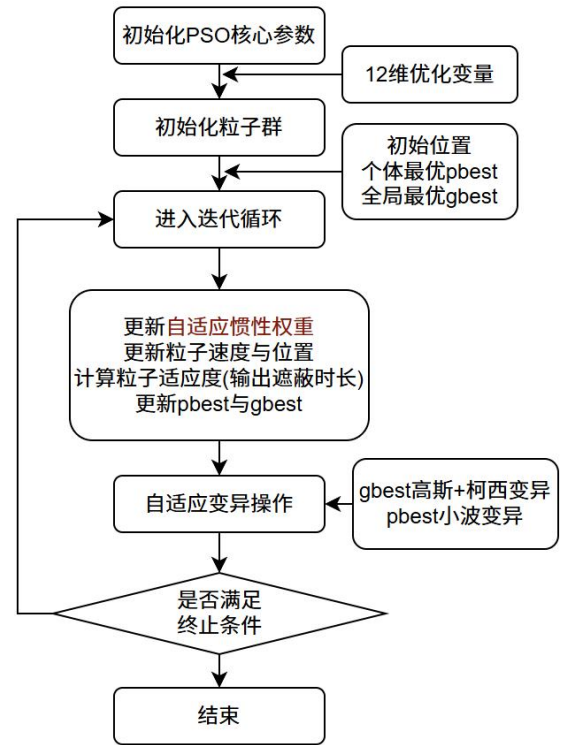 初始化PSO核心参数
12维优化变量
初始化粒子群
初始位置
个体最优pbest
全局最优gbest
进入迭代循环
更新自适应惯性权重
更新粒子速度与位置
计算粒子适应度(输出遮蔽时长)
更新pbest与gbest
自适应变异操作
gbest高斯+柯西变异
pbest小波变异
是否满足
终止条件
结束